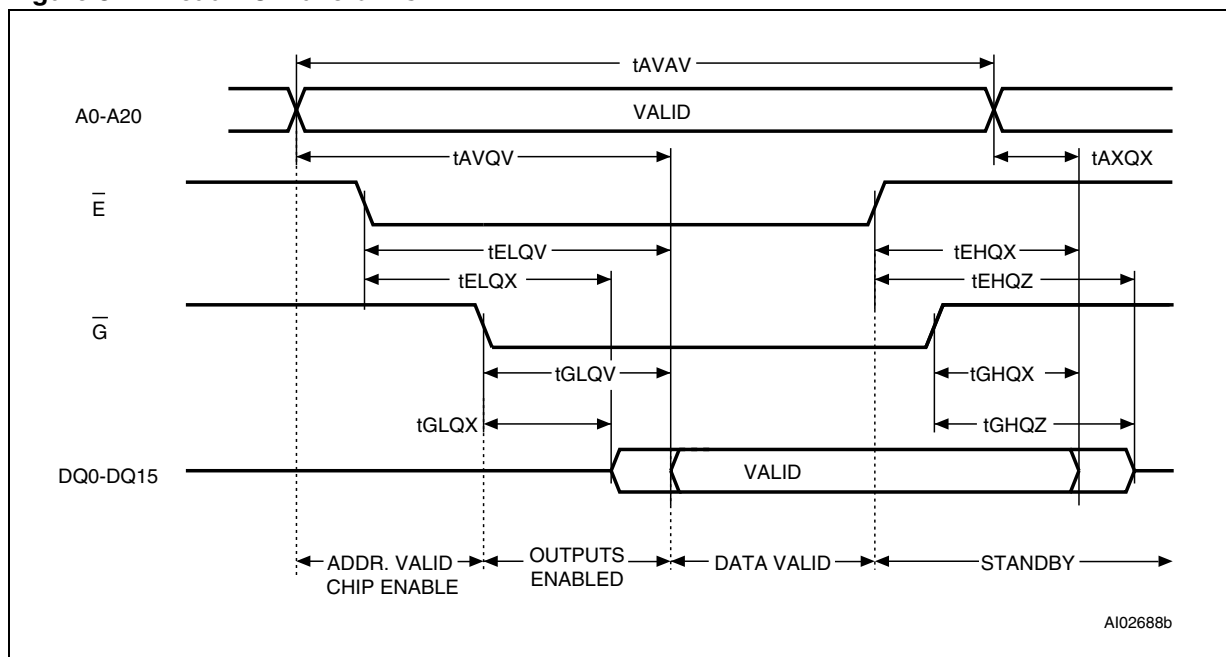 tAVAV
A0-A20
VALID
tAVQV
tAXQX
E
tELQV
tEHQX
tELQX
tEHQZ
G
tGLQV
tGHQX
tGLQX
tGHQZ
DQ0-DQ15
VALID
ADDR. VALID
CHIP ENABLE
OUTPUTS
ENABLED
DATA VALID
STANDBY
AI02688b